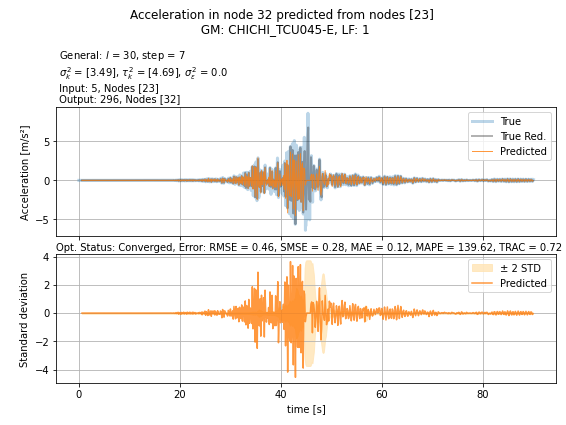 Acceleration in node 32 predicted from nodes [23]
GM: CHICHI_TCU045-E, LF: 1
General: l = 30, step = 7
σ²ₖ = [3.49], τ²ₖ = [4.69], σ²ε = 0.0
Input: 5, Nodes [23]
Output: 296, Nodes [32]
Acceleration [m/s²]
5
0
−5
True
True Red.
Predicted
Opt. Status: Converged, Error: RMSE = 0.46, SMSE = 0.28, MAE = 0.12, MAPE = 139.62, TRAC = 0.72
Standard deviation
4
2
0
−2
−4
± 2 STD
Predicted
0 20 40 60 80
time [s]